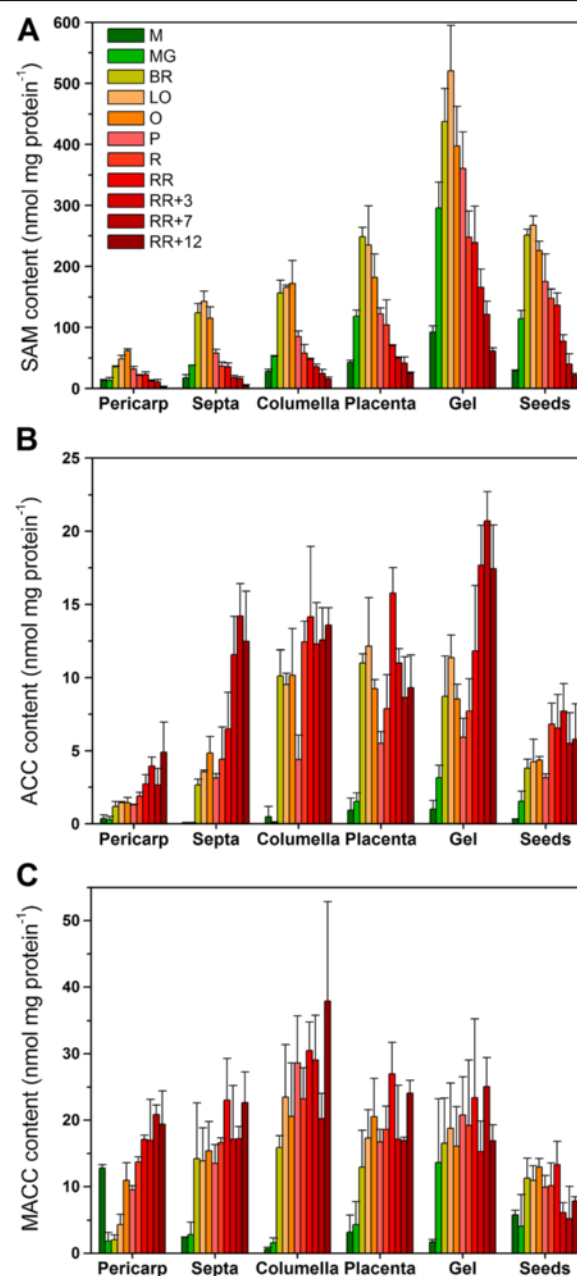 A
SAM content (nmol mg protein⁻¹)
600
500
400
300
200
100
0
M
MG
BR
LO
O
P
R
RR
RR+3
RR+7
RR+12
Pericarp Septa Columella Placenta Gel Seeds
B
ACC content (nmol mg protein⁻¹)
25
20
15
10
5
0
Pericarp Septa Columella Placenta Gel Seeds
C
MACC content (nmol mg protein⁻¹)
50
40
30
20
10
0
Pericarp Septa Columella Placenta Gel Seeds